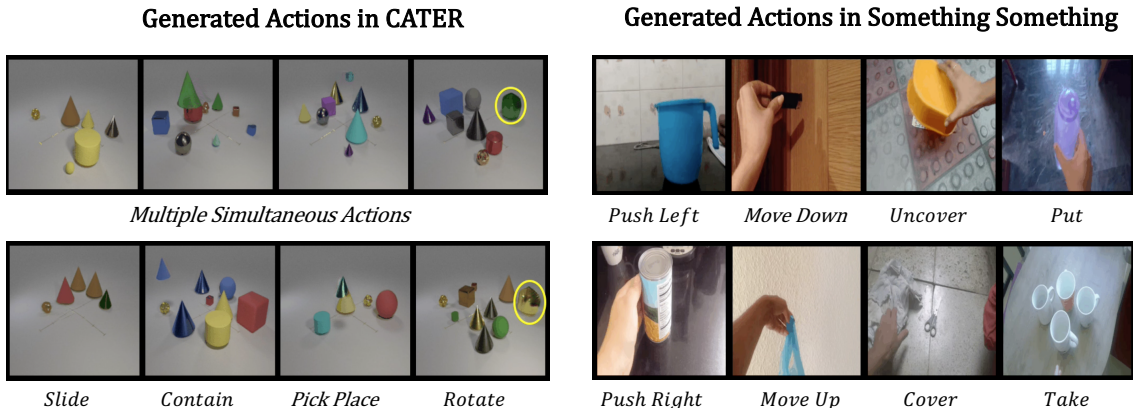 Generated Actions in CATER
Generated Actions in Something Something
Multiple Simultaneous Actions
Push Left Move Down Uncover Put
Slide Contain Pick Place Rotate
Push Right Move Up Cover Take